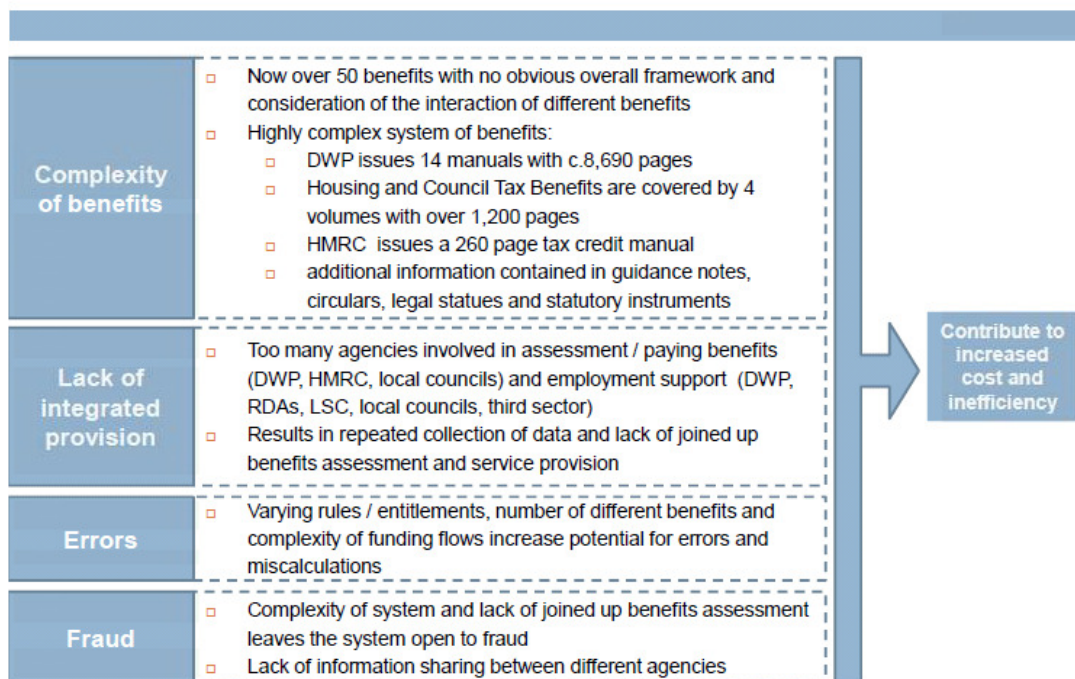 Complexity
of benefits
Now over 50 benefits with no obvious overall framework and
consideration of the interaction of different benefits
Highly complex system of benefits:
DWP issues 14 manuals with c.8,690 pages
Housing and Council Tax Benefits are covered by 4
volumes with over 1,200 pages
HMRC issues a 260 page tax credit manual
additional information contained in guidance notes,
circulars, legal statues and statutory instruments
Lack of
integrated
provision
Too many agencies involved in assessment / paying benefits
(DWP, HMRC, local councils) and employment support (DWP,
RDAs, LSC, local councils, third sector)
Results in repeated collection of data and lack of joined up
benefits assessment and service provision
Errors
Varying rules / entitlements, number of different benefits and
complexity of funding flows increase potential for errors and
miscalculations
Fraud
Complexity of system and lack of joined up benefits assessment
leaves the system open to fraud
Lack of information sharing between different agencies
Contribute to
increased
cost and
inefficiency